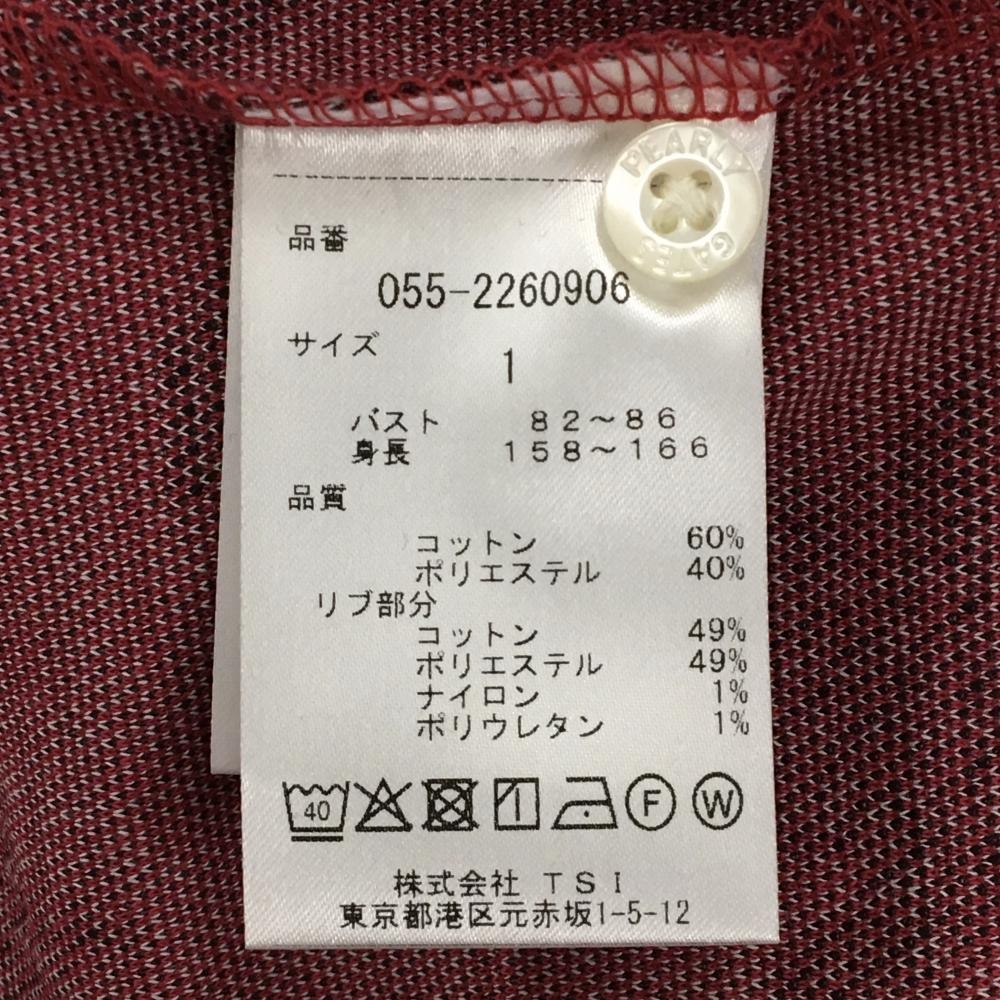 PEARLY
GATES
品番
055-2260906
サイズ
1
バスト 82～86
身長 158～166
品質
コットン 60%
ポリエステル 40%
リブ部分
コットン 49%
ポリエステル 49%
ナイロン 1%
ポリウレタン 1%
40
F
W
株式会社 TSI
東京都港区元赤坂1-5-12